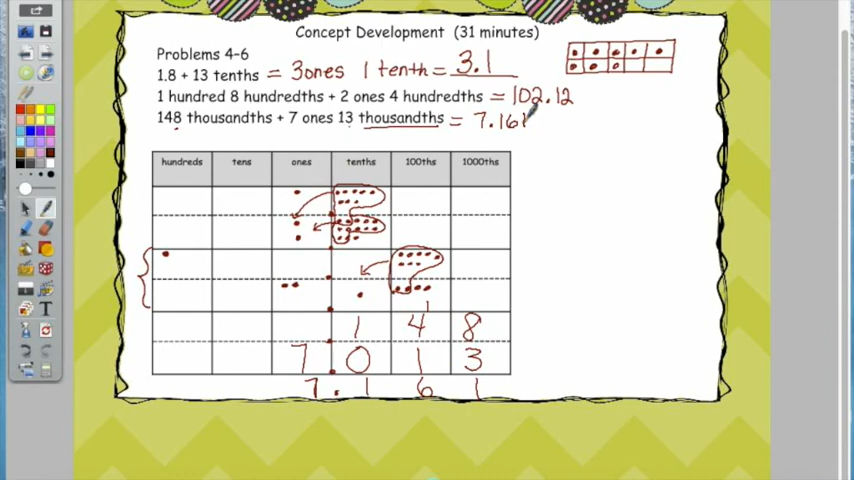 Concept Development (31 minutes)
Problems 4-6
1.8 + 13 tenths = 3 ones 1 tenth = 3.1
1 hundred 8 hundredths + 2 ones 4 hundredths = 102.12
148 thousandths + 7 ones 13 thousandths = 7.161
hundreds tens ones tenths 100ths 1000ths
1
1 4 8
7 0 1 3
7 . 1 6 1
T